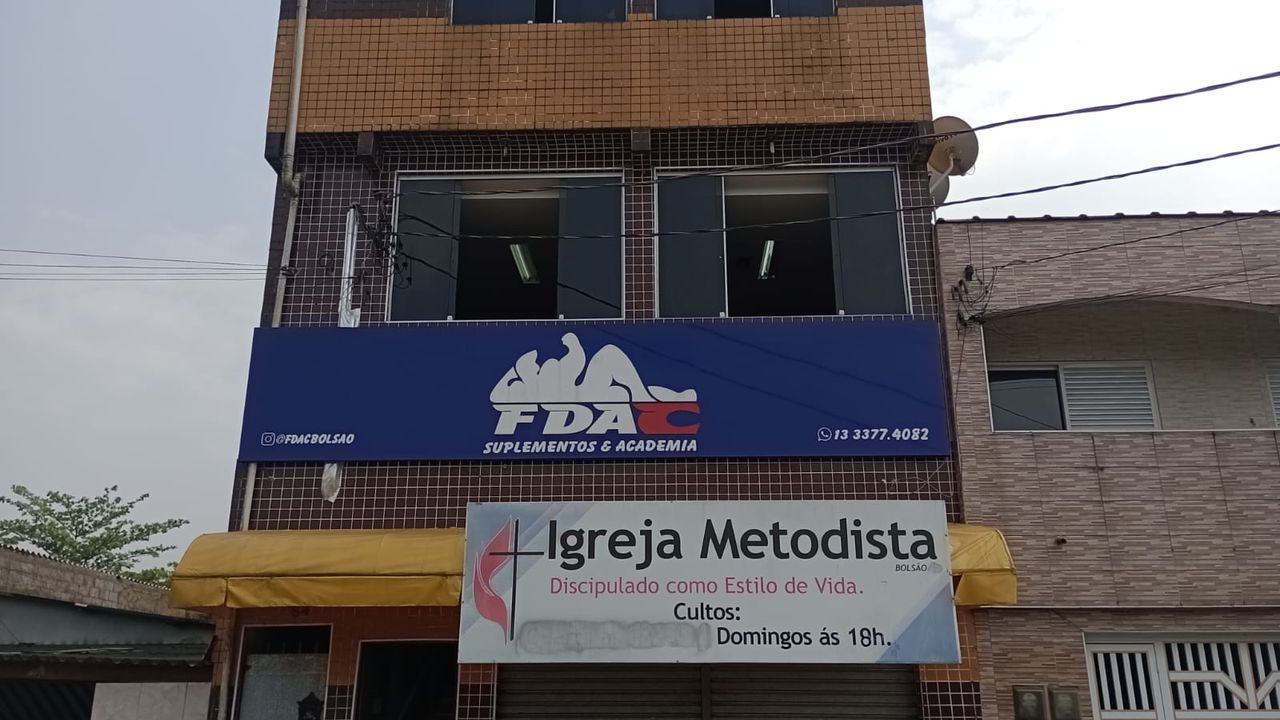 FDAC
SUPLEMENTOS & ACADEMIA
@FDACBOLSAO
13 3377.4082
Igreja Metodista
BOLSÃO
Discipulado como Estilo de Vida.
Cultos:
Domingos ás 18h.